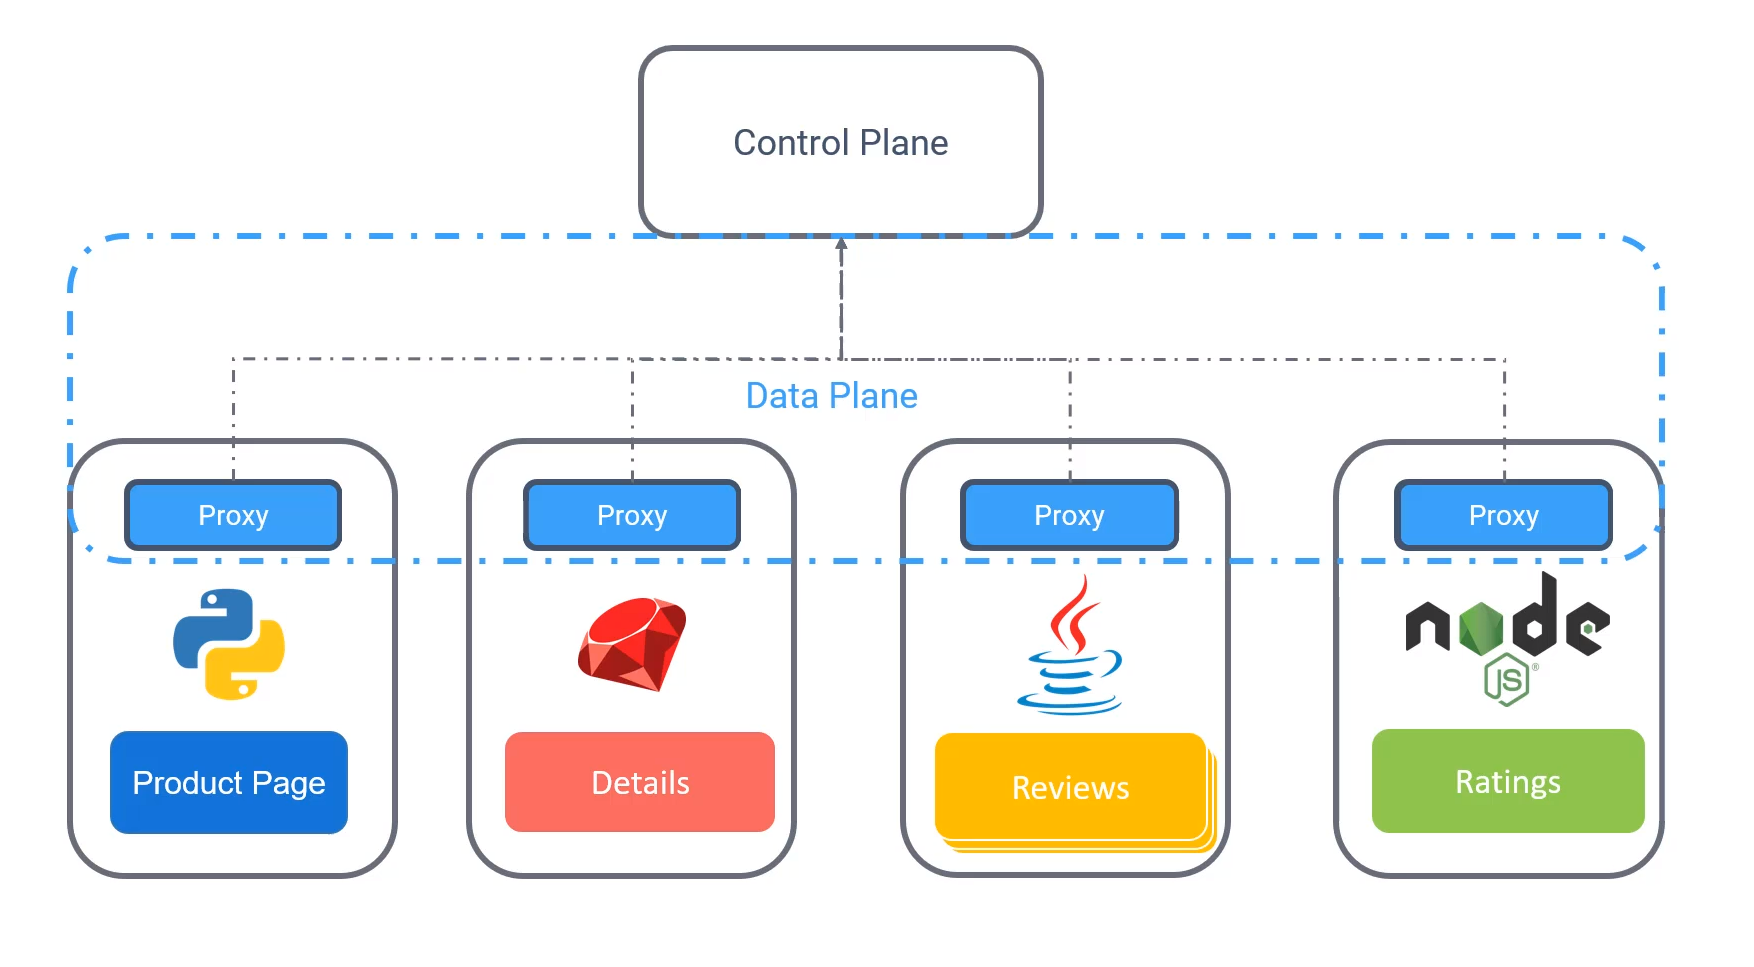 Control Plane
Data Plane
Proxy
Proxy
Proxy
Proxy
node
JS®
Product Page
Details
Reviews
Ratings